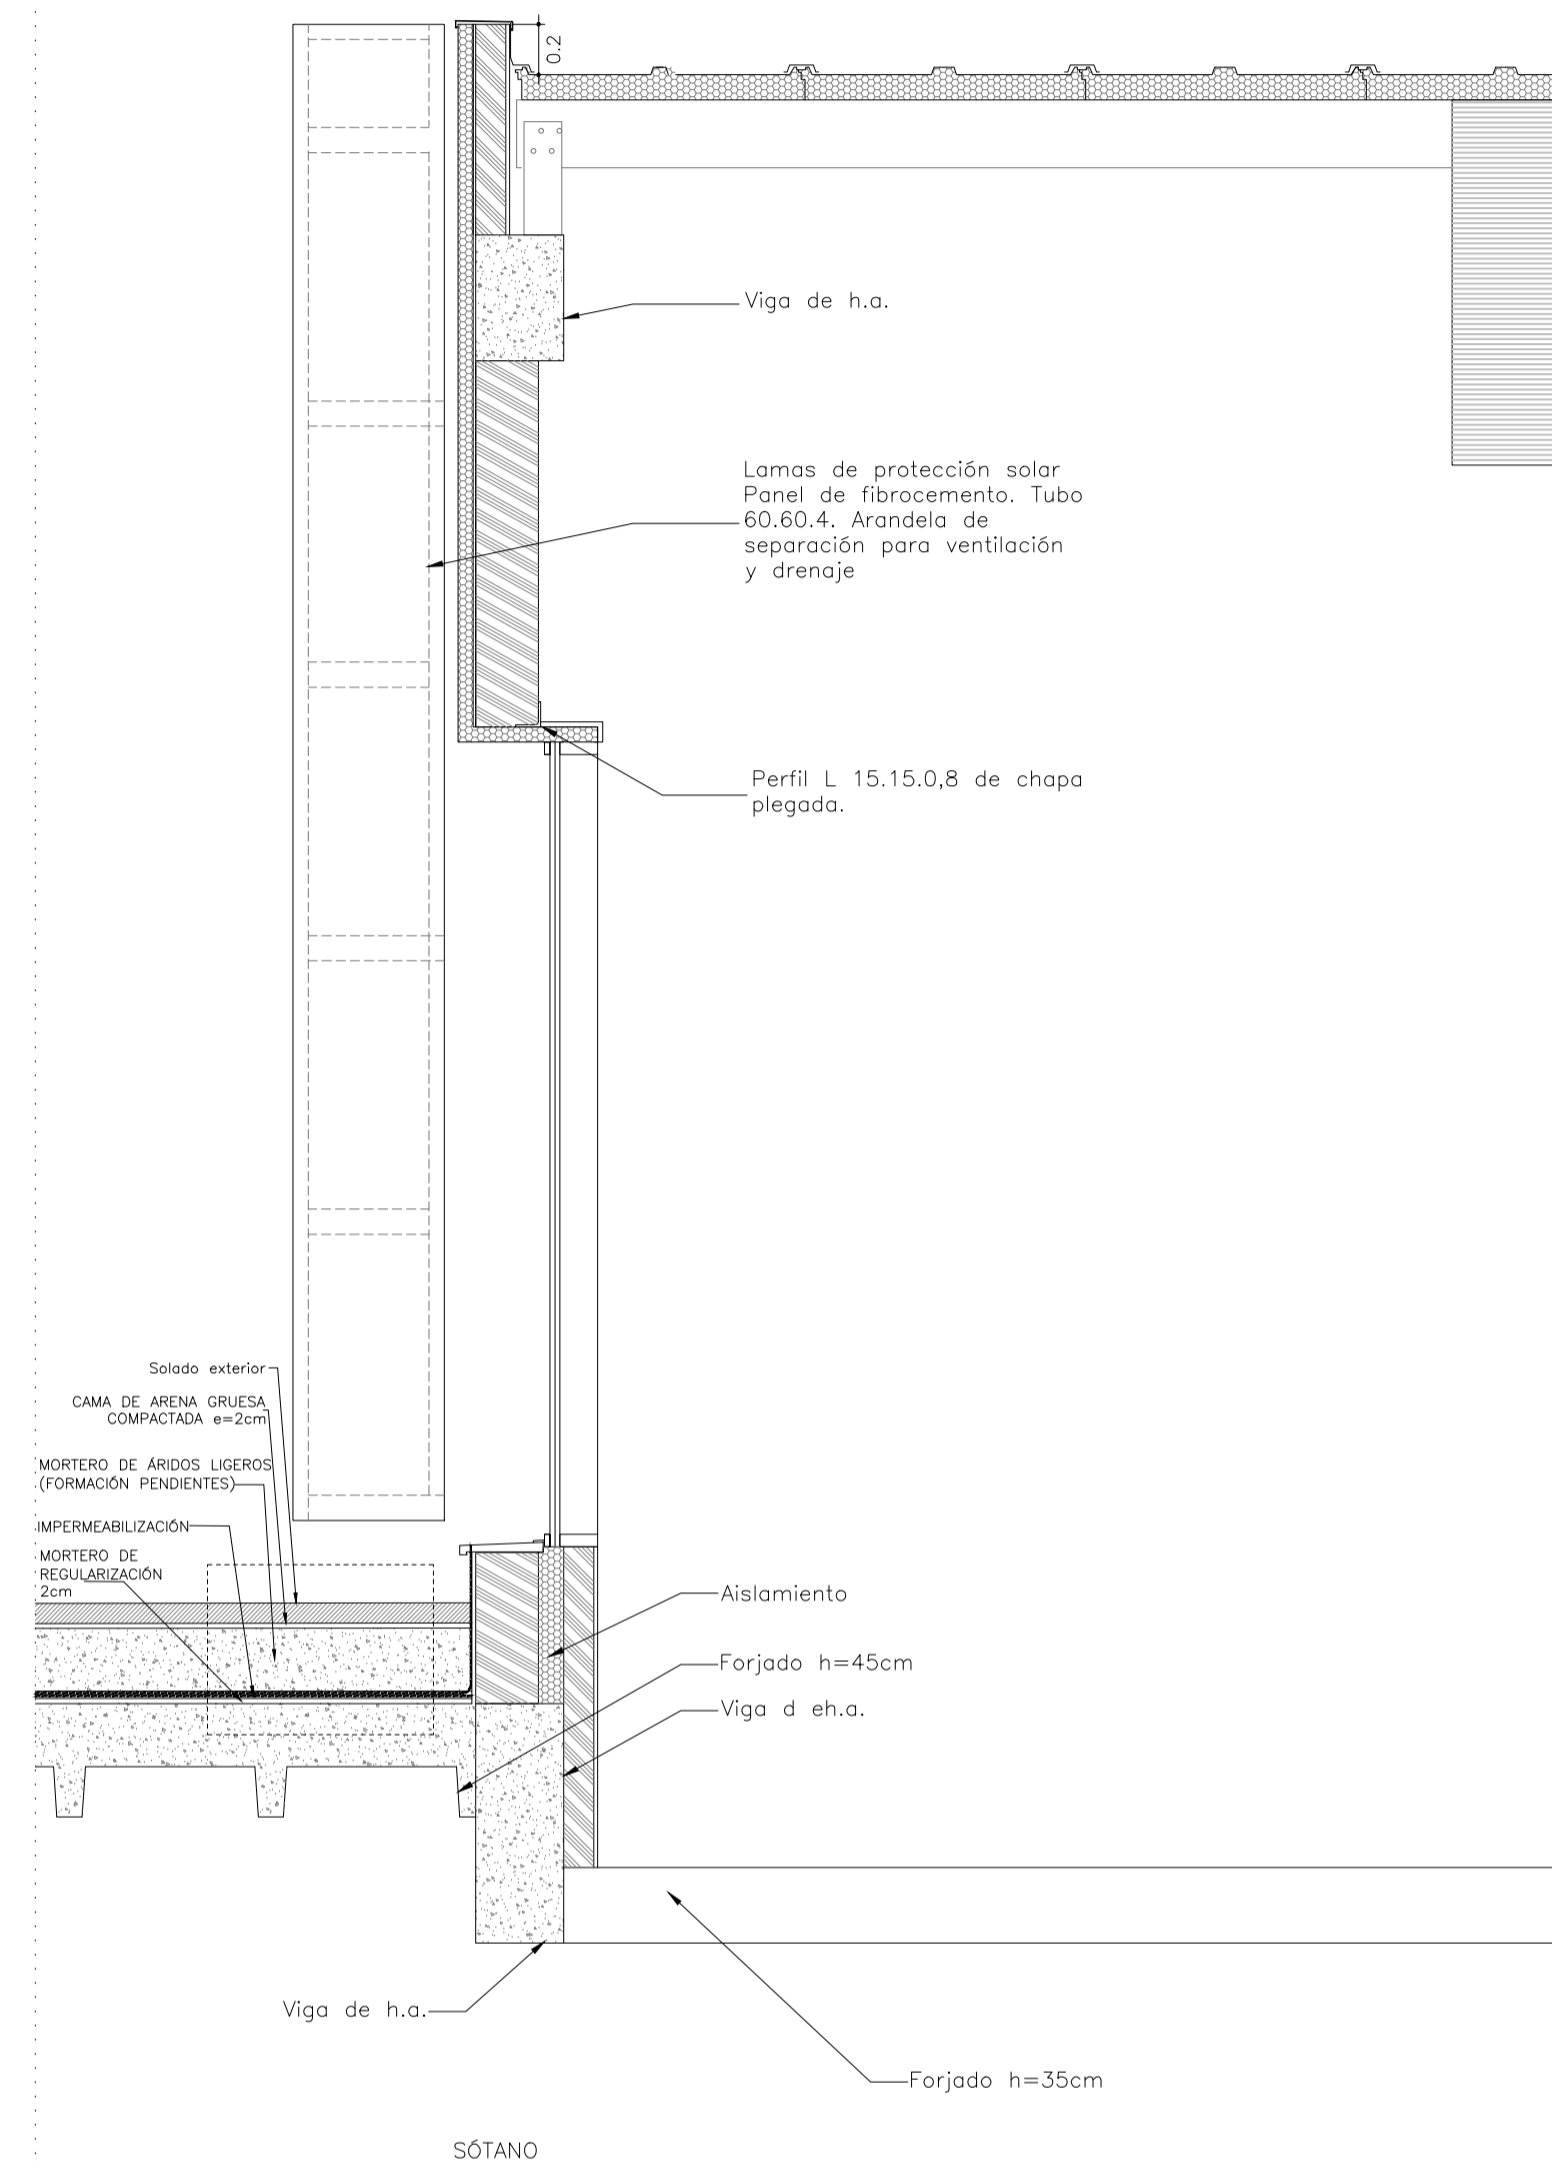 0.2
Viga de h.a.
Lamas de protección solar
Panel de fibrocemento. Tubo
60.60.4. Arandela de
separación para ventilación
y drenaje
Perfil L 15.15.0,8 de chapa
plegada.
Solado exterior
CAMA DE ARENA GRUESA
COMPACTADA e=2cm
MORTERO DE ÁRIDOS LIGEROS
(FORMACIÓN PENDIENTES)
IMPERMEABILIZACIÓN
MORTERO DE
REGULARIZACIÓN
2cm
Aislamiento
Forjado h=45cm
Viga d eh.a.
Viga de h.a.
Forjado h=35cm
SÓTANO